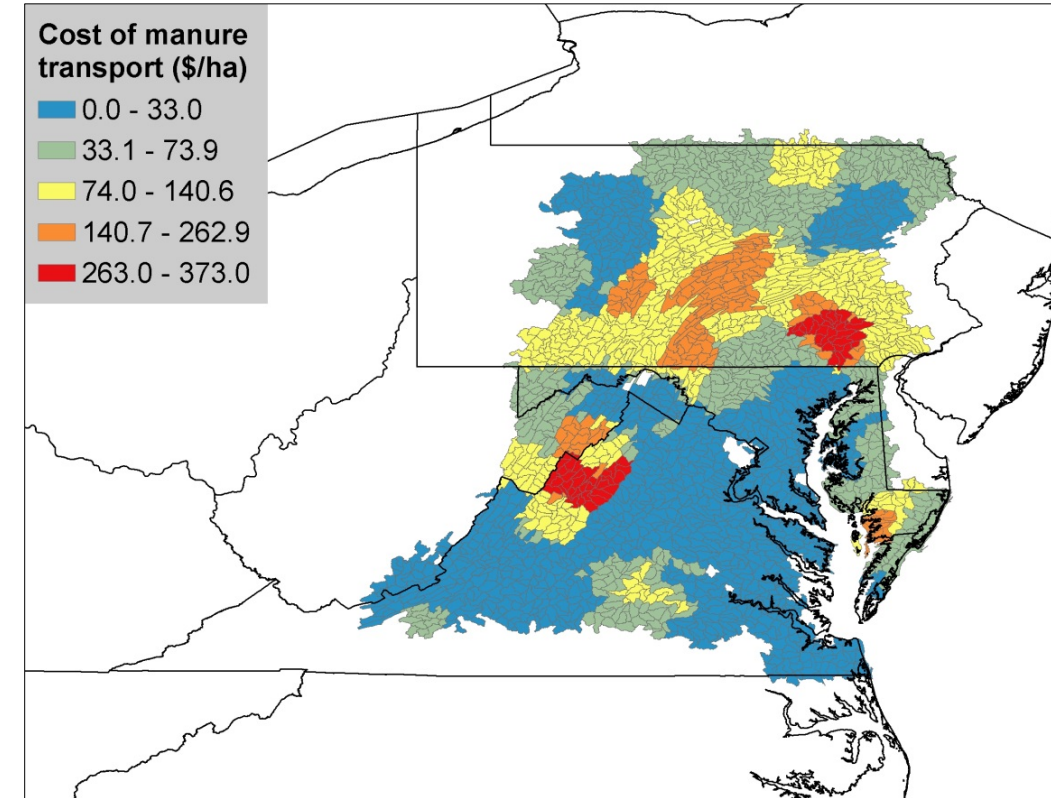 Cost of manure
transport ($/ha)
0.0 - 33.0
33.1 - 73.9
74.0 - 140.6
140.7 - 262.9
263.0 - 373.0